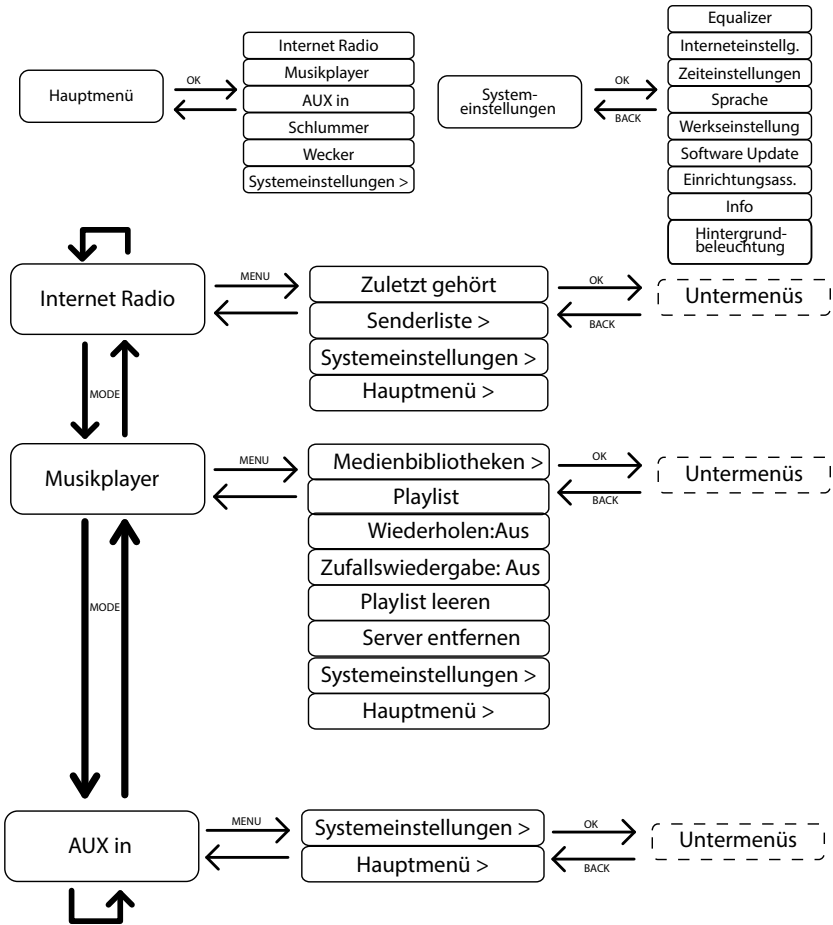 Hauptmenü
OK
Internet Radio
Musikplayer
AUX in
Schlummer
Wecker
Systemeinstellungen >
System-
einstellungen
OK
BACK
Equalizer
Interneteinstellg.
Zeiteinstellungen
Sprache
Werkseinstellung
Software Update
Einrichtungsass.
Info
Hintergrund-
beleuchtung
Internet Radio
MENU
Zuletzt gehört
Senderliste >
Systemeinstellungen >
Hauptmenü >
OK
BACK
Untermenüs
MODE
Musikplayer
MENU
Medienbibliotheken >
Playlist
Wiederholen:Aus
Zufallswiedergabe: Aus
Playlist leeren
Server entfernen
Systemeinstellungen >
Hauptmenü >
OK
BACK
Untermenüs
MODE
AUX in
MENU
Systemeinstellungen >
Hauptmenü >
OK
BACK
Untermenüs